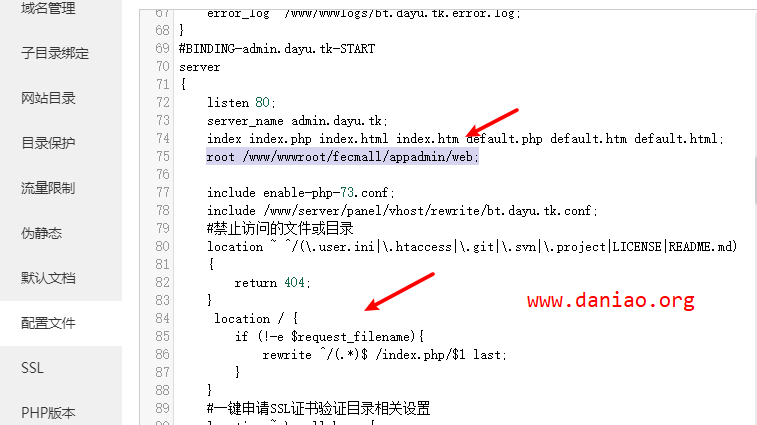 域名管理
子目录绑定
网站目录
目录保护
流量限制
伪静态
默认文档
配置文件
SSL
PHP版本
67 error_log /www/wwwlogs/bt.dayu.tk.error.log;
68 }
69 #BINDING-admin.dayu.tk-START
70 server
71 {
72 listen 80;
73 server_name admin.dayu.tk;
74 index index.php index.html index.htm default.php default.htm default.html;
75 root /www/wwwroot/fecmall/appadmin/web;
76
77 include enable-php-73.conf;
78 include /www/server/panel/vhost/rewrite/bt.dayu.tk.conf;
79 #禁止访问的文件或目录
80 location ~ ^/(\.user.ini|\.htaccess|\.git|\.svn|\.project|LICENSE|README.md)
81 {
82 return 404;
83 }
84 location / {
85 if (!-e $request_filename){
86 rewrite ^/(.*)$ /index.php/$1 last;
87 }
88 }
89 #一键申请SSL证书验证目录相关设置
www.daniao.org